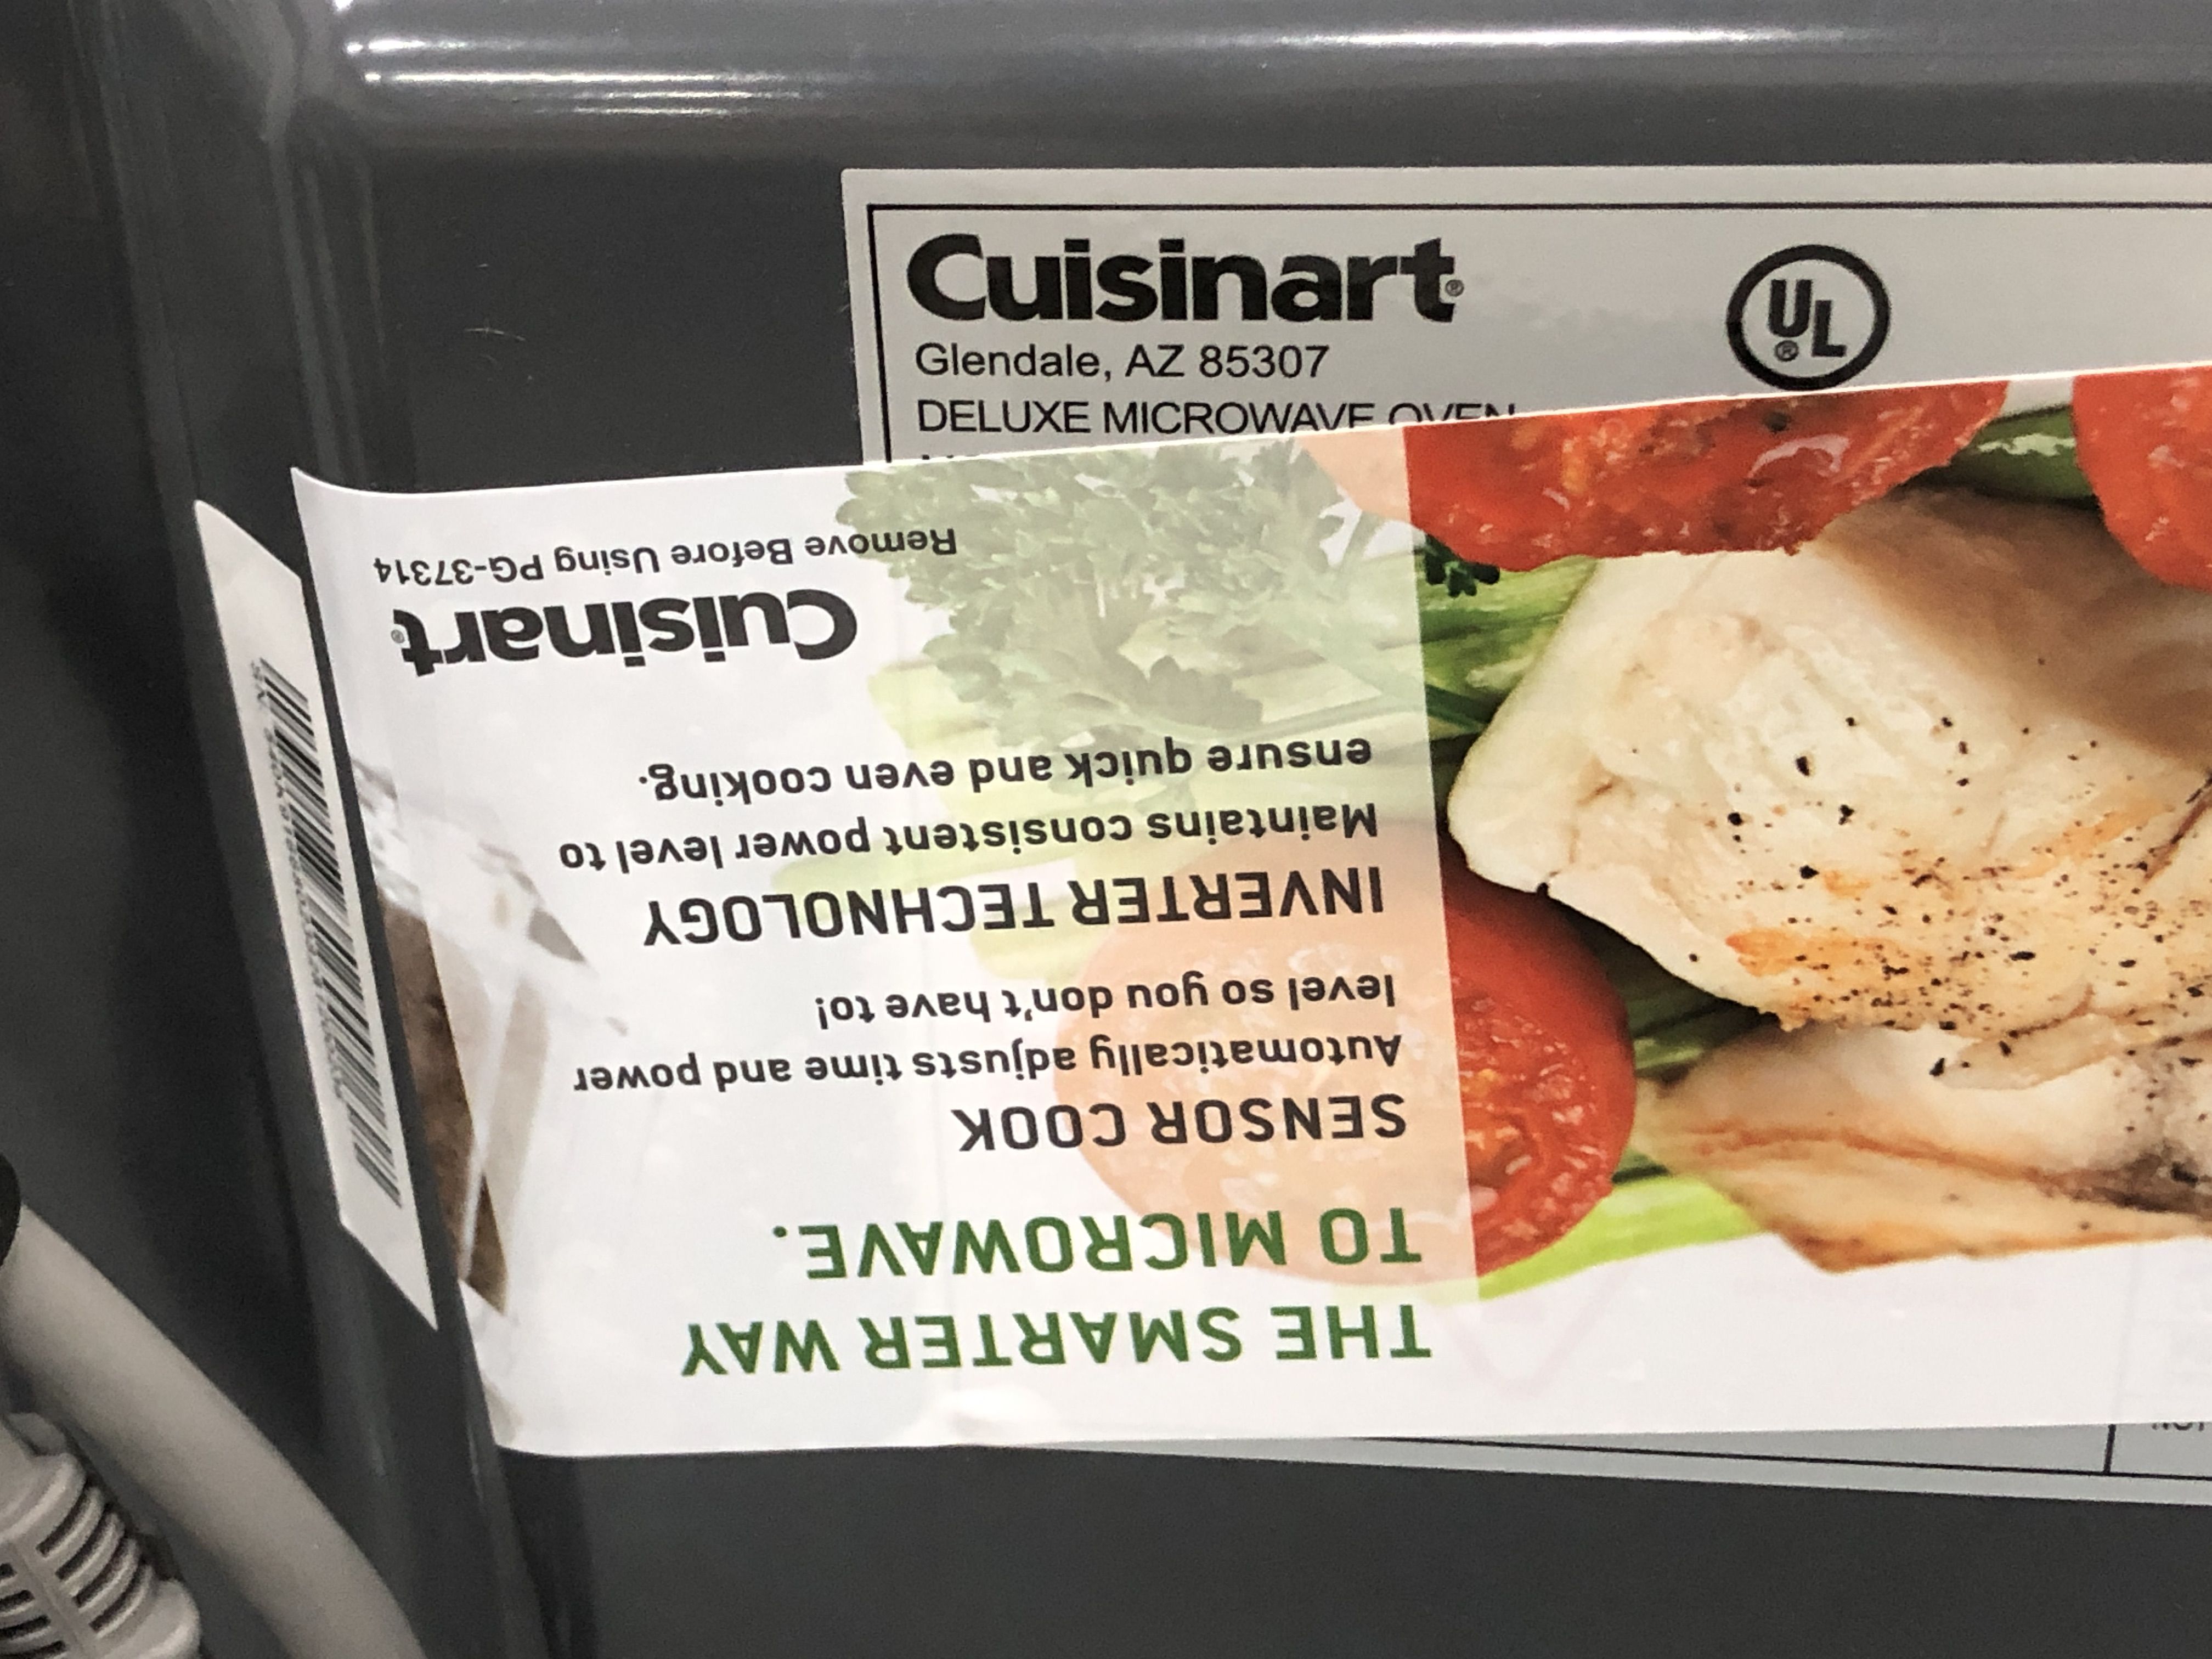 Cuisinart®
Glendale, AZ 85307
DELUXE MICROWAVE OVEN
UL®
THE SMARTER WAY
TO MICROWAVE.
SENSOR COOK
Automatically adjusts time and power
level so you don't have to!
INVERTER TECHNOLOGY
Maintains consistent power level to
ensure quick and even cooking.
Cuisinart®
Remove Before Using PG-37314